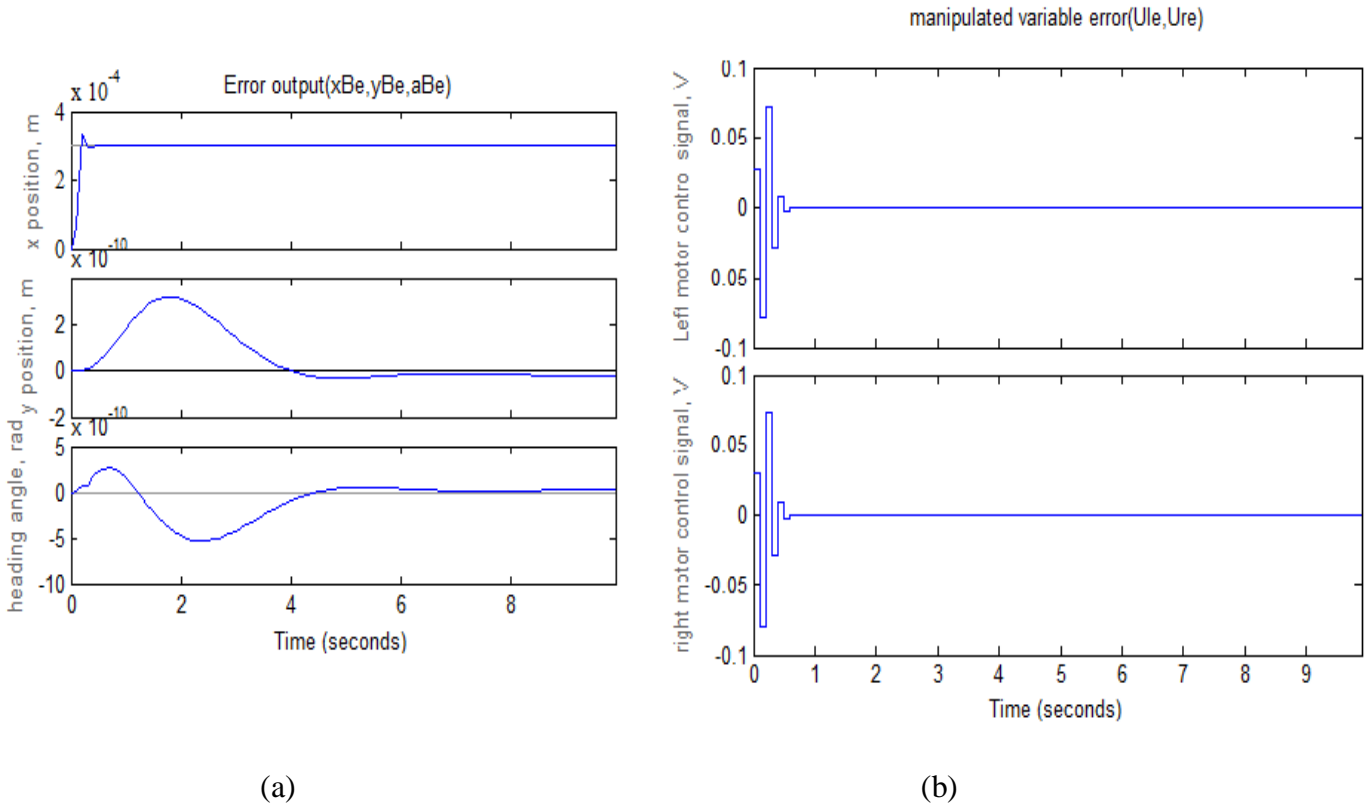 Error output(xBe,yBe,aBe)
x 10⁻⁴
4
2
0
x position, m
x 10⁻¹⁰
2
0
-2
y position, m
x 10⁻¹⁰
5
0
-5
-10
heading angle, rad
0 2 4 6 8
Time (seconds)
(a)
manipulated variable error(Ule,Ure)
0.1
0.05
0
0.05
-0.1
Left motor contro signal, V
0.1
0.05
0
-0.05
-0.1
right motor control signal, V
0 1 2 3 4 5 6 7 8 9
Time (seconds)
(b)